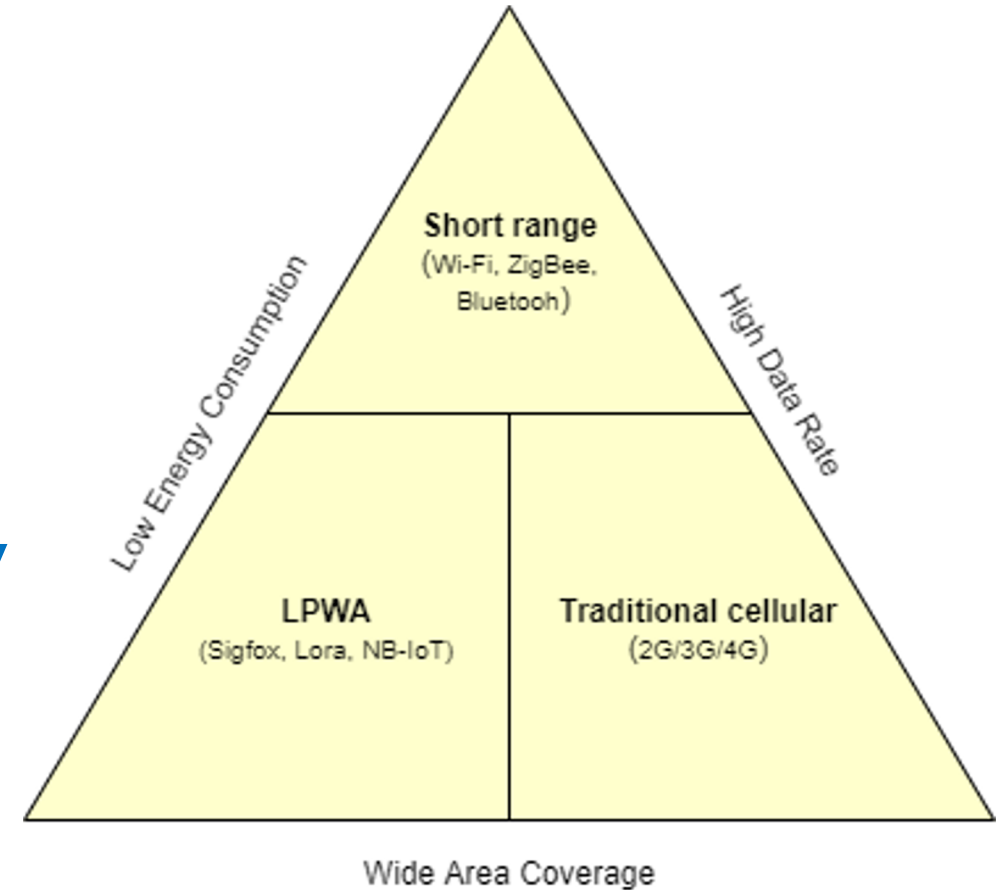 Short range
(Wi-Fi, ZigBee,
Bluetooh)
Low Energy Consumption
High Data Rate
LPWA
(Sigfox, Lora, NB-IoT)
Traditional cellular
(2G/3G/4G)
Wide Area Coverage